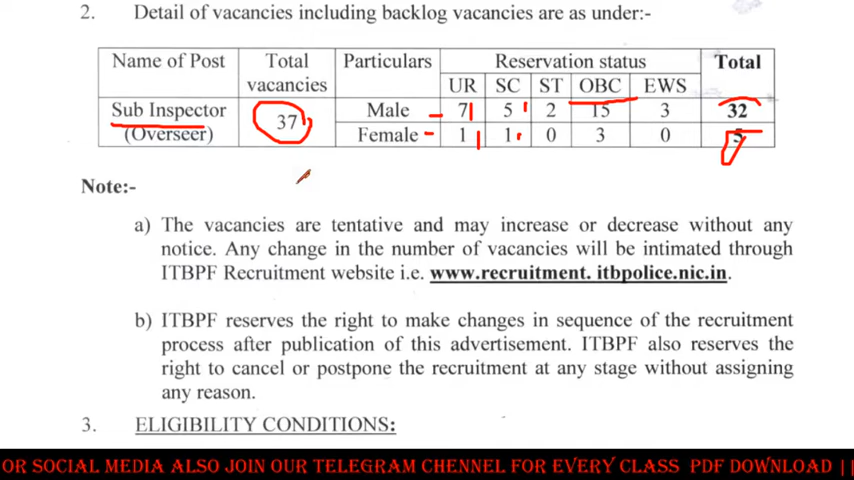 2. Detail of vacancies including backlog vacancies are as under:-
Name of Post Total vacancies Particulars Reservation status Total
UR SC ST OBC EWS
Sub Inspector (Overseer) 37 Male 7 5 2 15 3 32
Female 1 1 0 3 0 5
Note:-
a) The vacancies are tentative and may increase or decrease without any
notice. Any change in the number of vacancies will be intimated through
ITBPF Recruitment website i.e. www.recruitment. itbpolice.nic.in.
b) ITBPF reserves the right to make changes in sequence of the recruitment
process after publication of this advertisement. ITBPF also reserves the
right to cancel or postpone the recruitment at any stage without assigning
any reason.
3. ELIGIBILITY CONDITIONS:
OR SOCIAL MEDIA ALSO JOIN OUR TELEGRAM CHENNEL FOR EVERY CLASS PDF DOWNLOAD ||